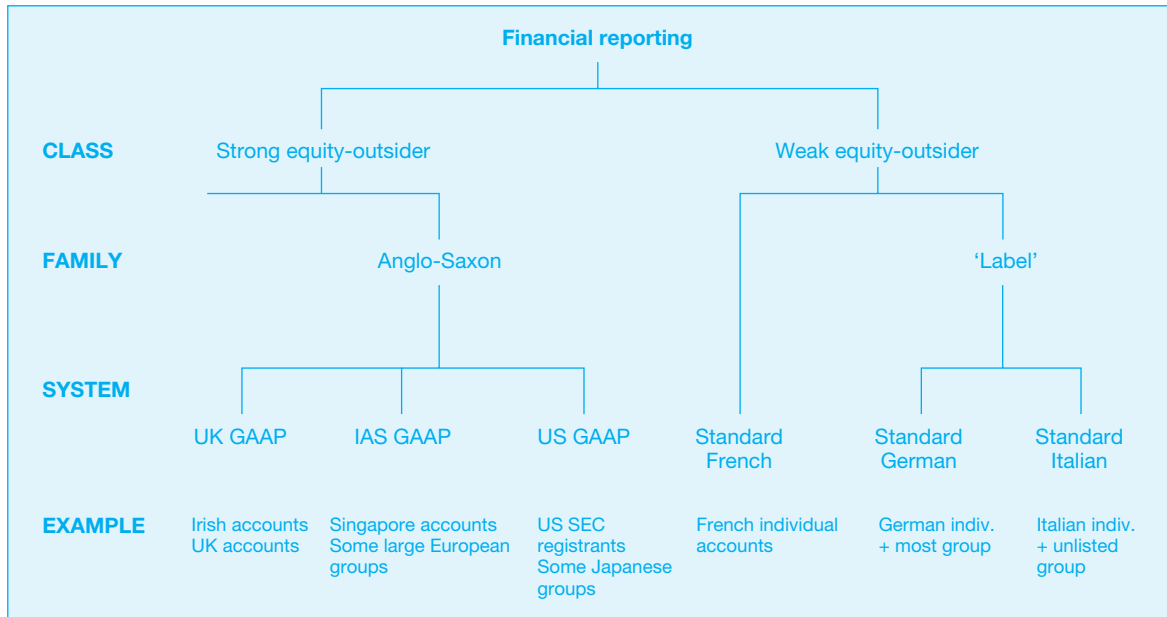 Financial reporting
CLASS
Strong equity-outsider
Weak equity-outsider
FAMILY
Anglo-Saxon
‘Label’
SYSTEM
UK GAAP
IAS GAAP
US GAAP
Standard
French
Standard
German
Standard
Italian
EXAMPLE
Irish accounts
UK accounts
Singapore accounts
Some large European
groups
US SEC
registrants
Some Japanese
groups
French individual
accounts
German indiv.
+ most group
Italian indiv.
+ unlisted
group